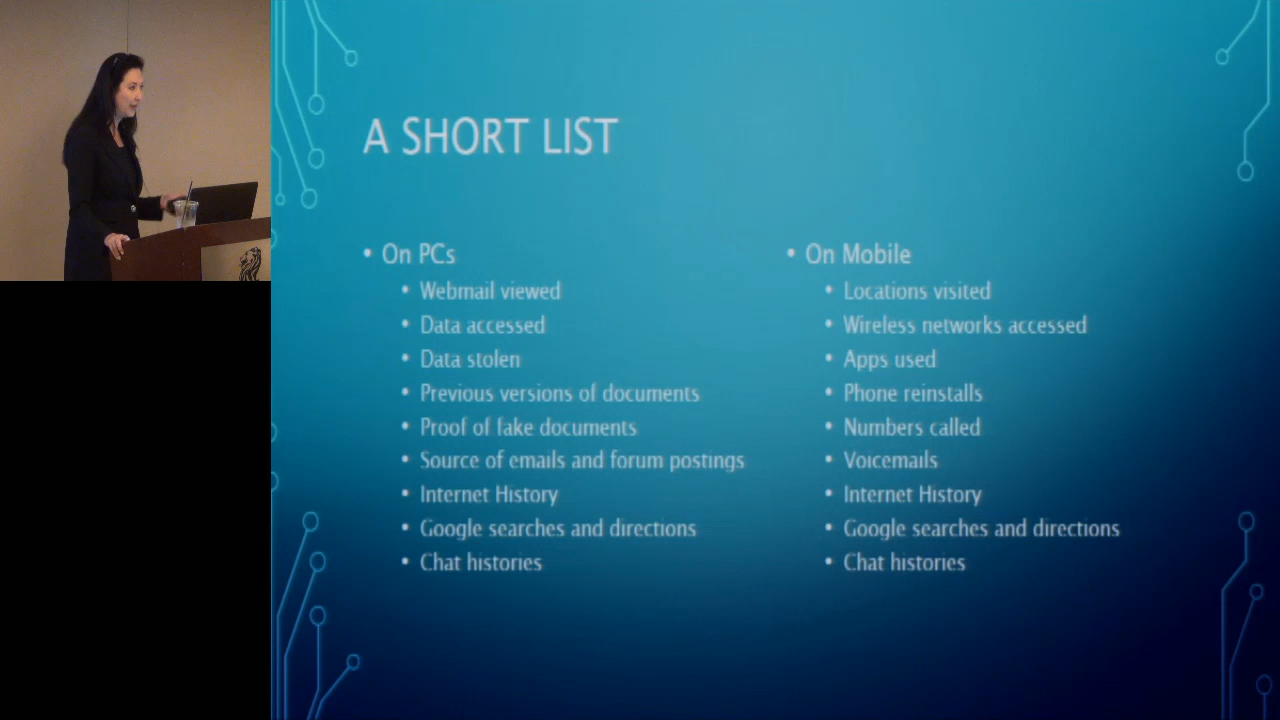 A SHORT LIST
• On PCs
• Webmail viewed
• Data accessed
• Data stolen
• Previous versions of documents
• Proof of fake documents
• Source of emails and forum postings
• Internet History
• Google searches and directions
• Chat histories
• On Mobile
• Locations visited
• Wireless networks accessed
• Apps used
• Phone reinstalls
• Numbers called
• Voicemails
• Internet History
• Google searches and directions
• Chat histories